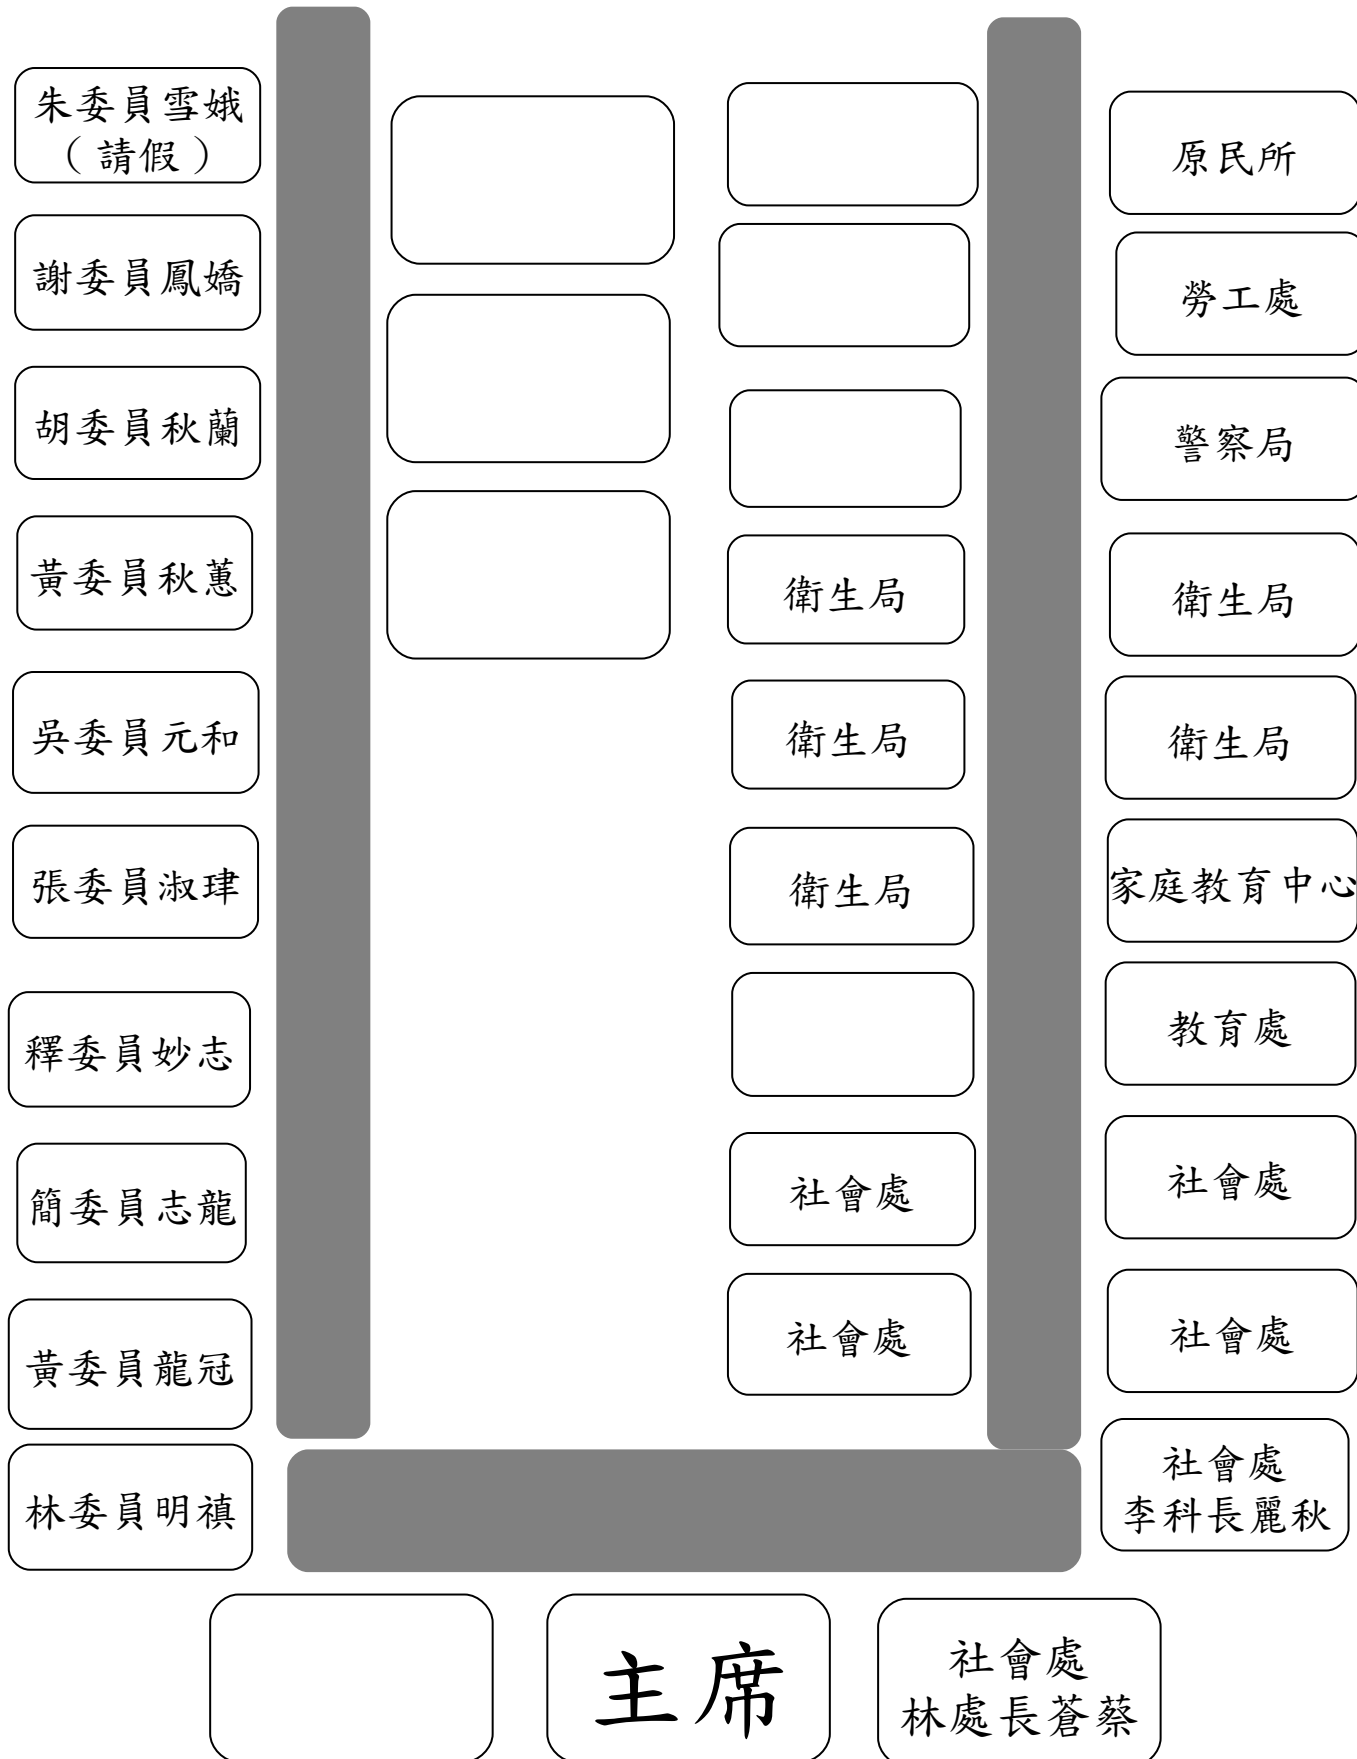 朱委員雪娥
（請假）
謝委員鳳嬌
胡委員秋蘭
黃委員秋蕙
吳委員元和
張委員淑珒
釋委員妙志
簡委員志龍
黃委員龍冠
林委員明禛
衛生局
衛生局
衛生局
社會處
社會處
原民所
勞工處
警察局
衛生局
衛生局
家庭教育中心
教育處
社會處
社會處
社會處
李科長麗秋
主席
社會處
林處長蒼蔡